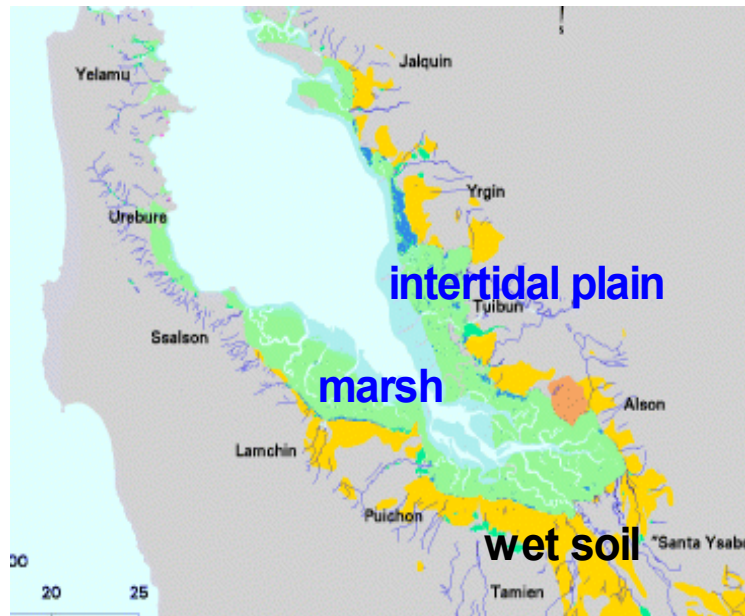 s
Jalquin
Yelamu
Yrgin
Urebure
intertidal plain
Tuibun
Ssalson
marsh
Alson
Lamchin
Puichon
wet soil
"Santa Ysabe
Tamien
00
20 25